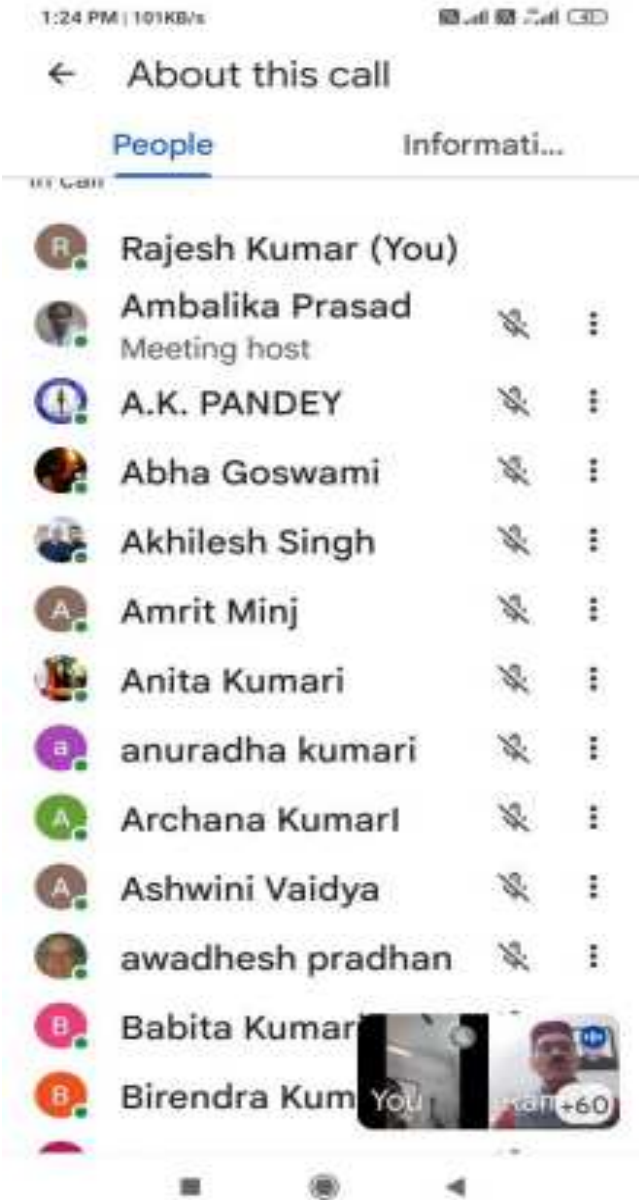 1:24 PM | 101KB/s
About this call
People
Informati...
In call
R
Rajesh Kumar (You)
Ambalika Prasad
Meeting host
A.K. PANDEY
Abha Goswami
Akhilesh Singh
A
Amrit Minj
Anita Kumari
a
anuradha kumari
A
Archana KumarI
A
Ashwini Vaidya
awadhesh pradhan
B
Babita Kumari
B
Birendra Kum
You
+60